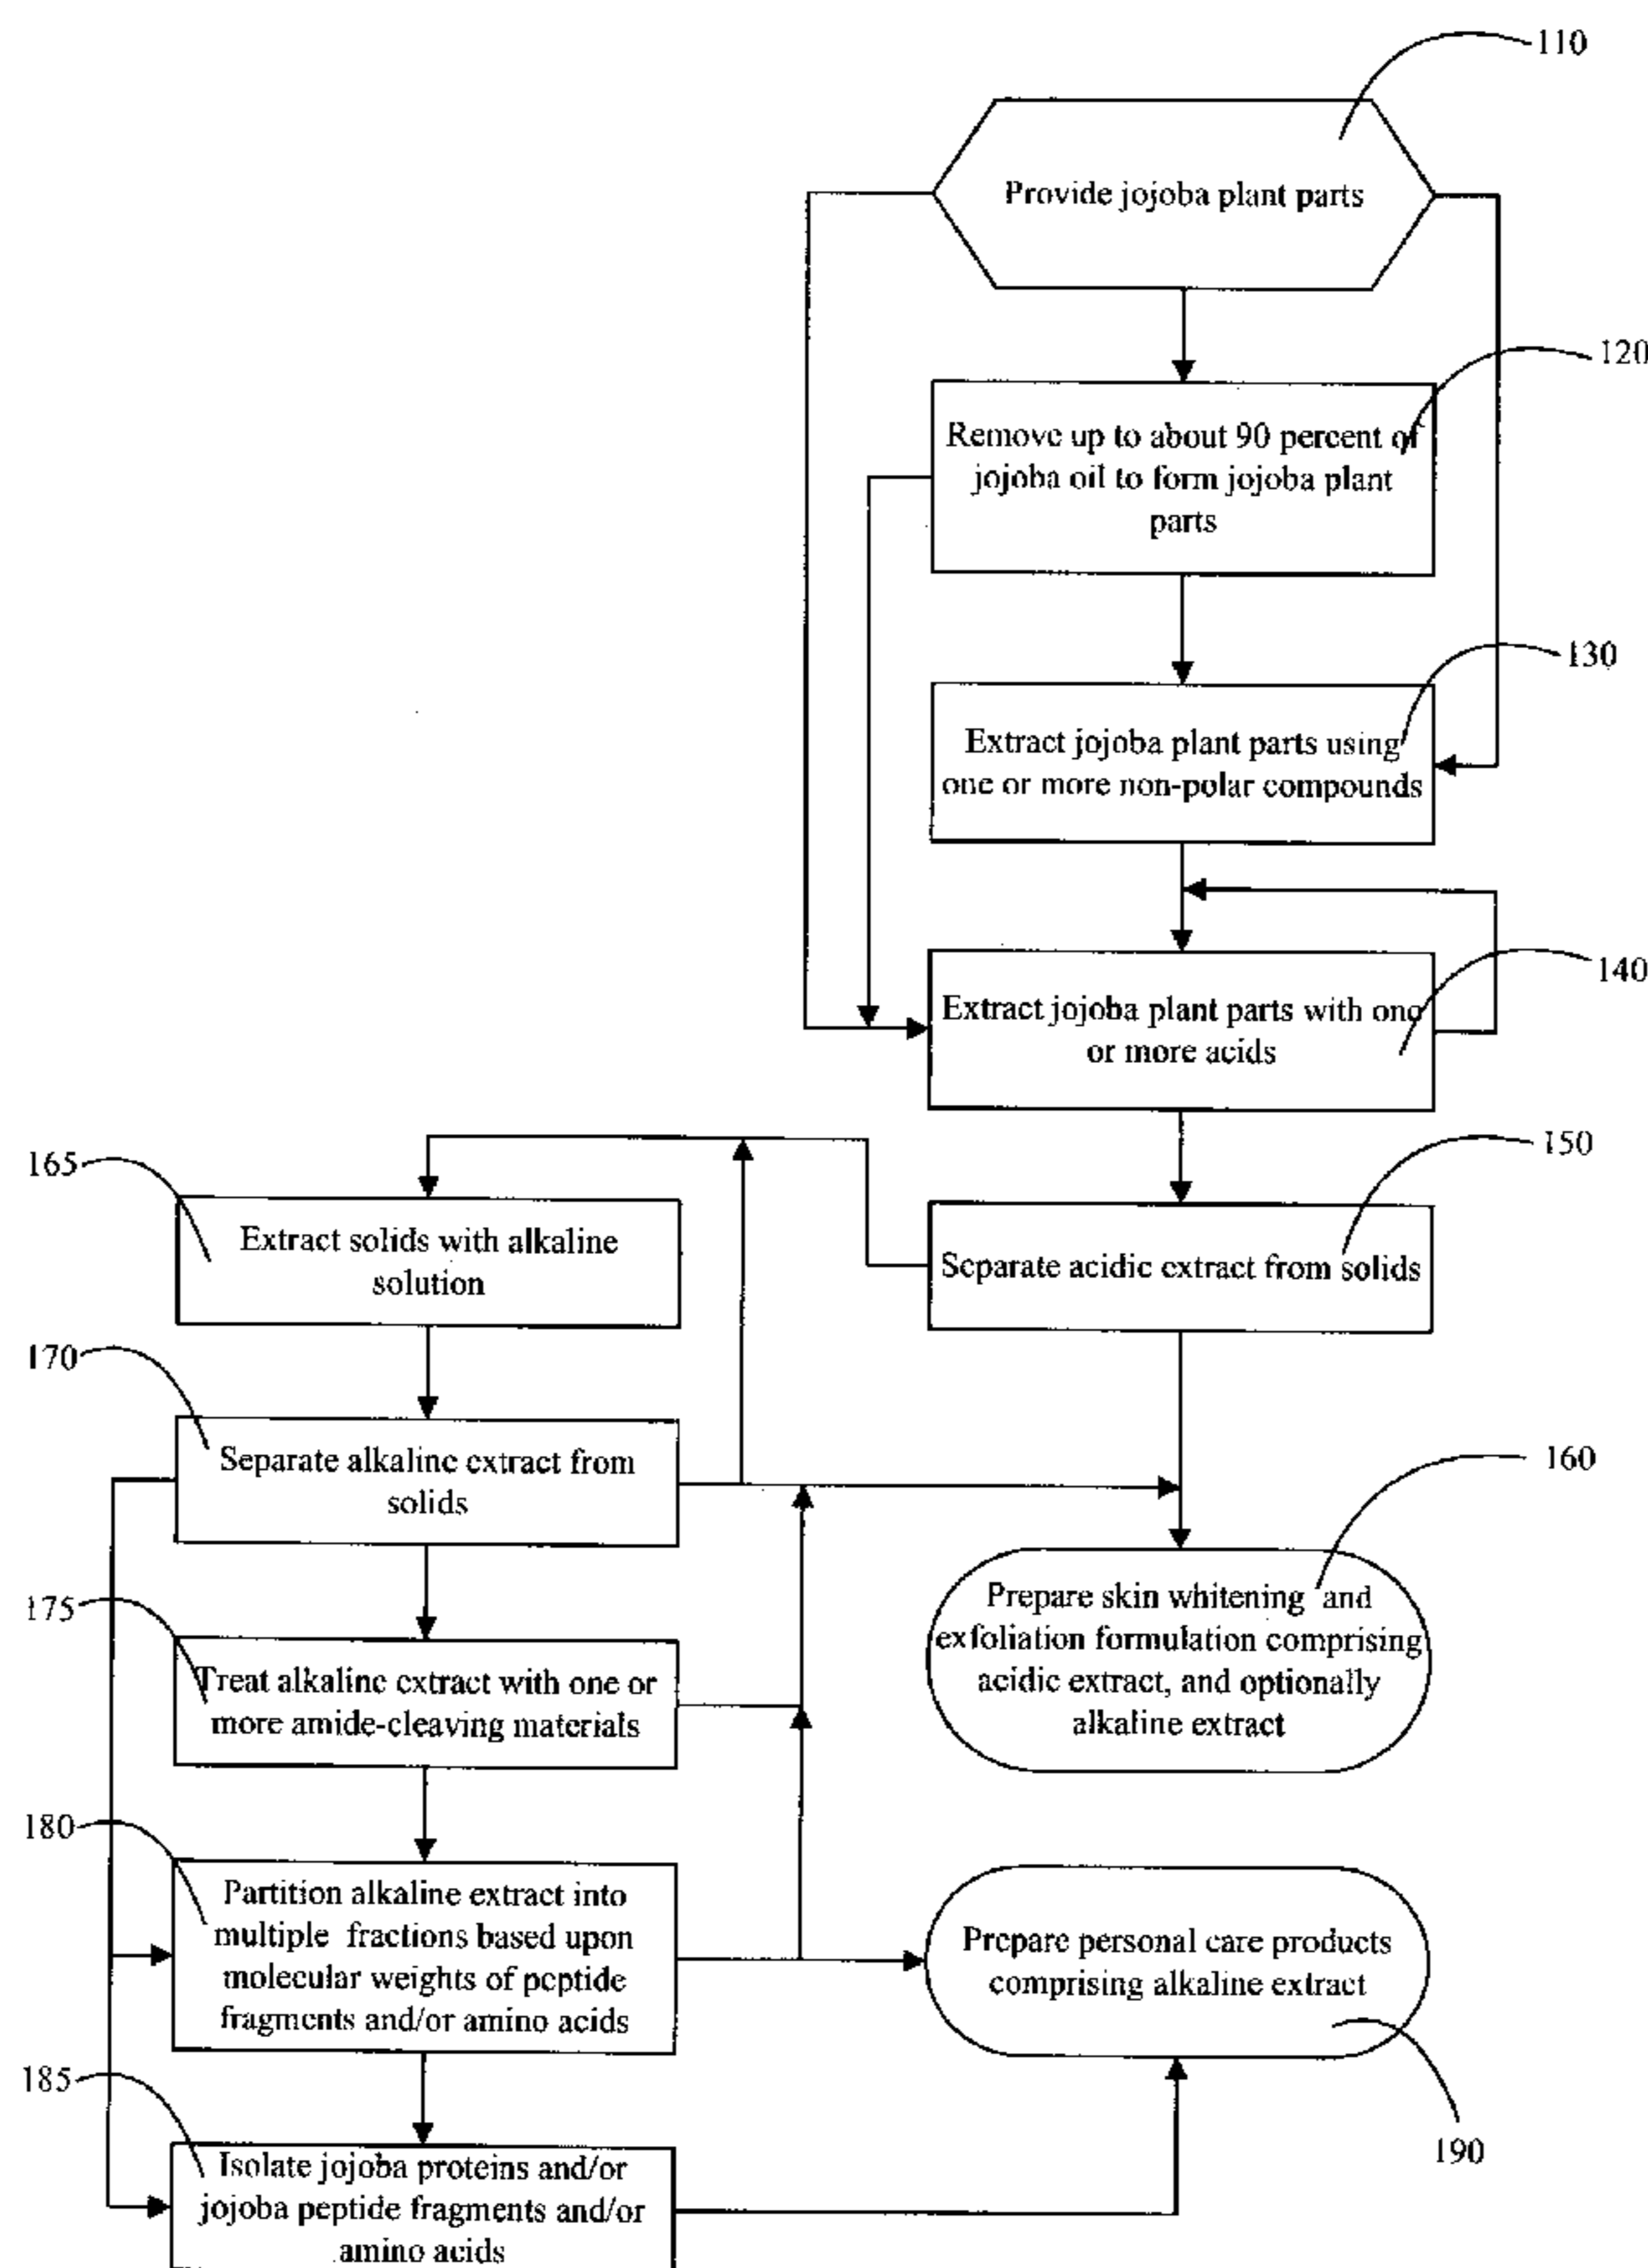 110
Provide jojoba plant parts
120
Remove up to about 90 percent of
jojoba oil to form jojoba plant
parts
130
Extract jojoba plant parts using
one or more non-polar compounds
140
Extract jojoba plant parts with one
or more acids
150
Separate acidic extract from solids
165
Extract solids with alkaline
solution
170
Separate alkaline extract from
solids
160
Prepare skin whitening and
exfoliation formulation comprising
acidic extract, and optionally
alkaline extract
175
Treat alkaline extract with one or
more amide-cleaving materials
180
Partition alkaline extract into
multiple fractions based upon
molecular weights of peptide
fragments and/or amino acids
Prepare personal care products
comprising alkaline extract
190
185
Isolate jojoba proteins and/or
jojoba peptide fragments and/or
amino acids